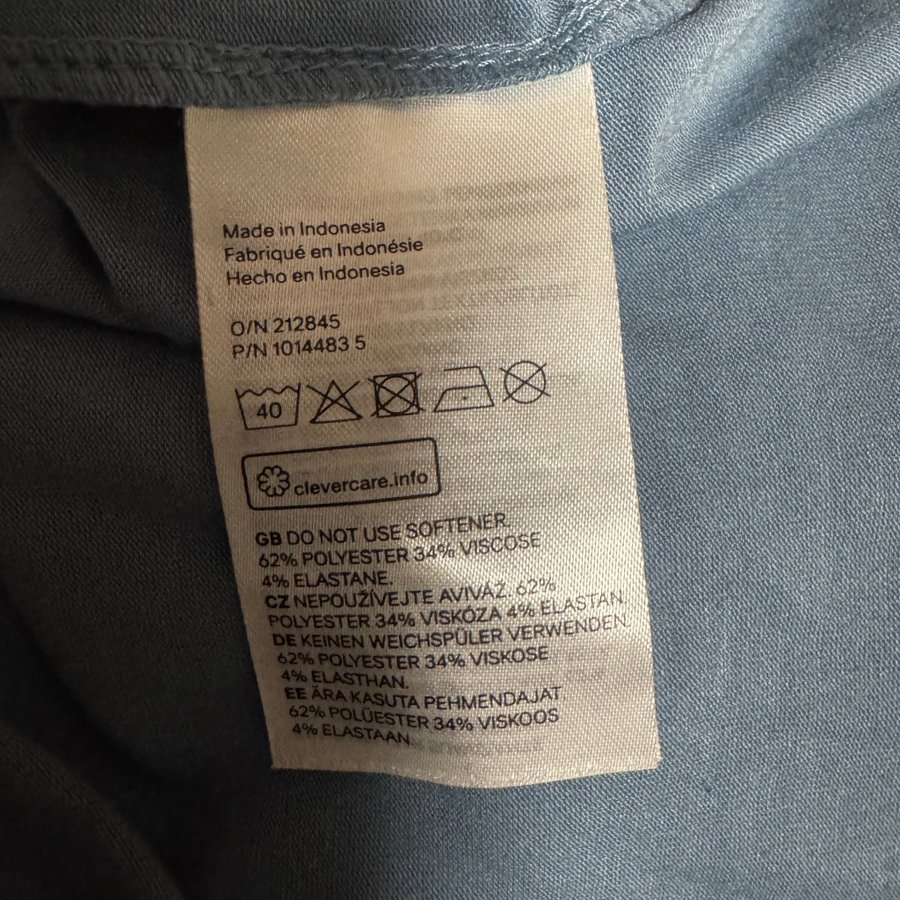 Made in Indonesia
Fabriqué en Indonésie
Hecho en Indonesia
O/N 212845
P/N 1014483 5
40
clevercare.info
GB DO NOT USE SOFTENER.
62% POLYESTER 34% VISCOSE
4% ELASTANE.
CZ NEPOUŽÍVEJTE AVIVÁŽ. 62%
POLYESTER 34% VISKÓZA 4% ELASTAN.
DE KEINEN WEICHSPÜLER VERWENDEN.
62% POLYESTER 34% VISKOSE
4% ELASTHAN.
EE ÄRA KASUTA PEHMENDAJAT
62% POLÜESTER 34% VISKOOS
4% ELASTAAN.